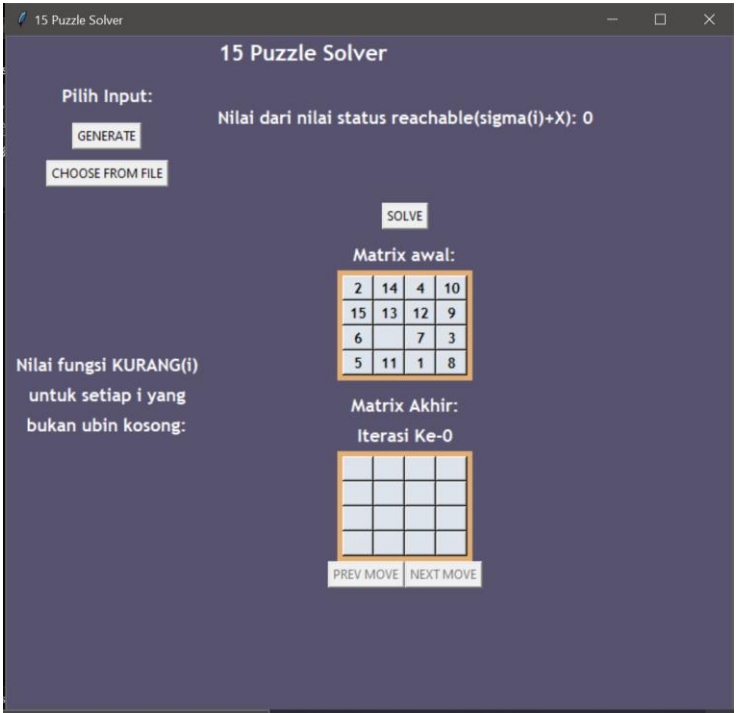 15 Puzzle Solver
15 Puzzle Solver
Pilih Input:
GENERATE
CHOOSE FROM FILE
Nilai dari nilai status reachable(sigma(i)+X): 0
SOLVE
Matrix awal:
2 14 4 10
15 13 12 9
6 7 3
5 11 1 8
Nilai fungsi KURANG(i)
untuk setiap i yang
bukan ubin kosong:
Matrix Akhir:
Iterasi Ke-0
PREV MOVE NEXT MOVE